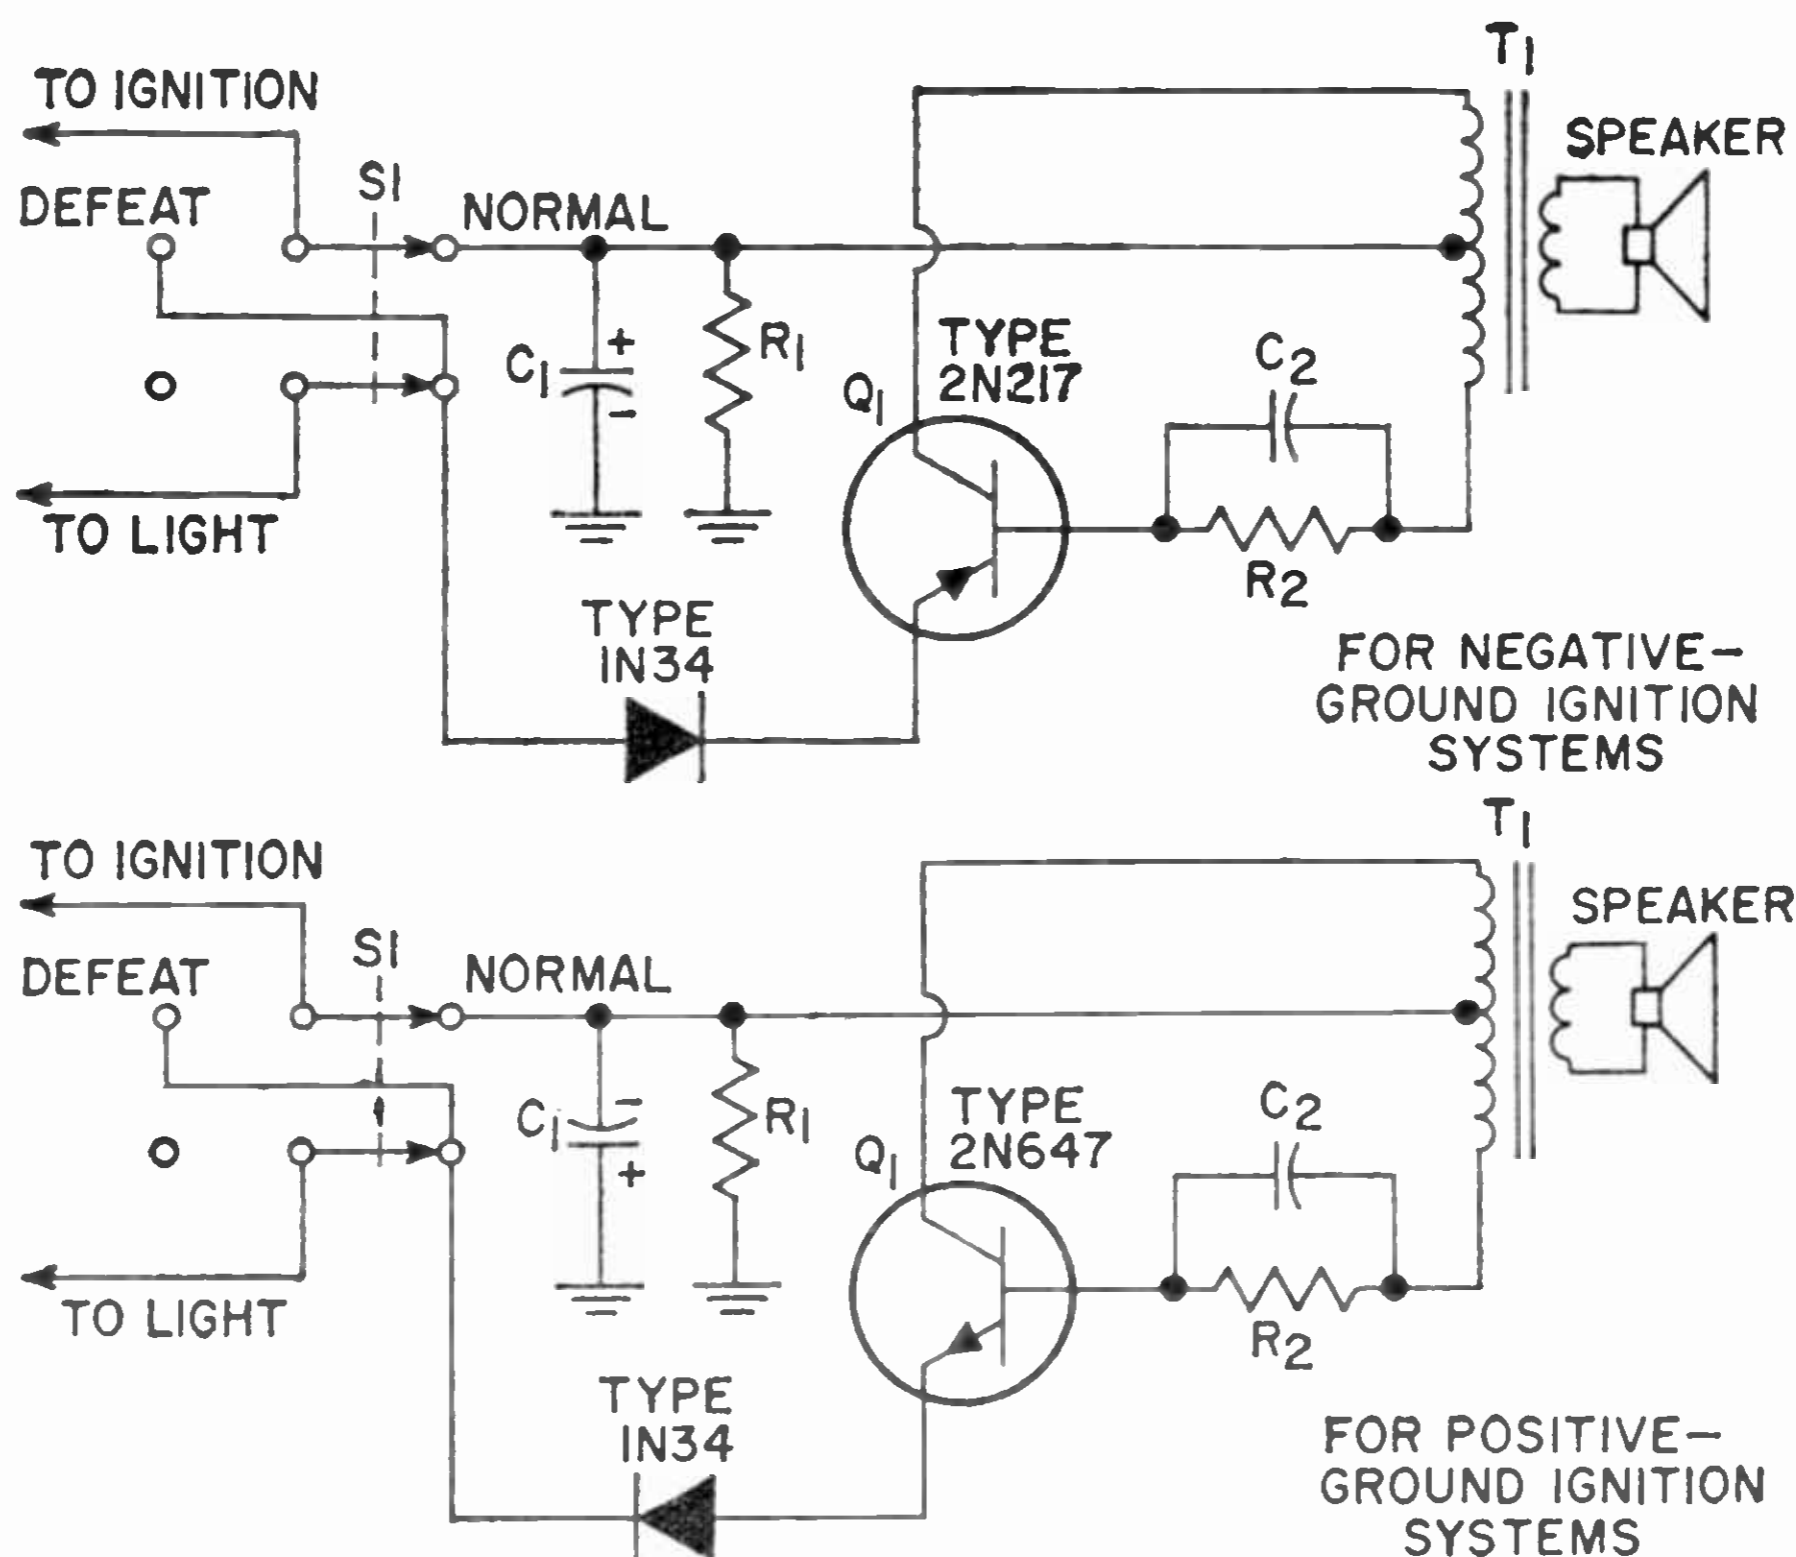 T1
TO IGNITION
SPEAKER
S1
DEFEAT
NORMAL
+
C1
-
R1
TYPE
2N217
Q1
C2
TO LIGHT
R2
TYPE
1N34
FOR NEGATIVE-
GROUND IGNITION
SYSTEMS
T1
TO IGNITION
SPEAKER
S1
DEFEAT
NORMAL
-
C1
+
R1
TYPE
2N647
Q1
C2
TO LIGHT
R2
TYPE
1N34
FOR POSITIVE-
GROUND IGNITION
SYSTEMS